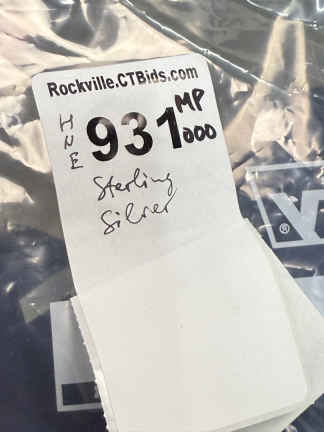 Rockville.CTBids.com
HNE
931
MP
000
Sterling
Silver
®